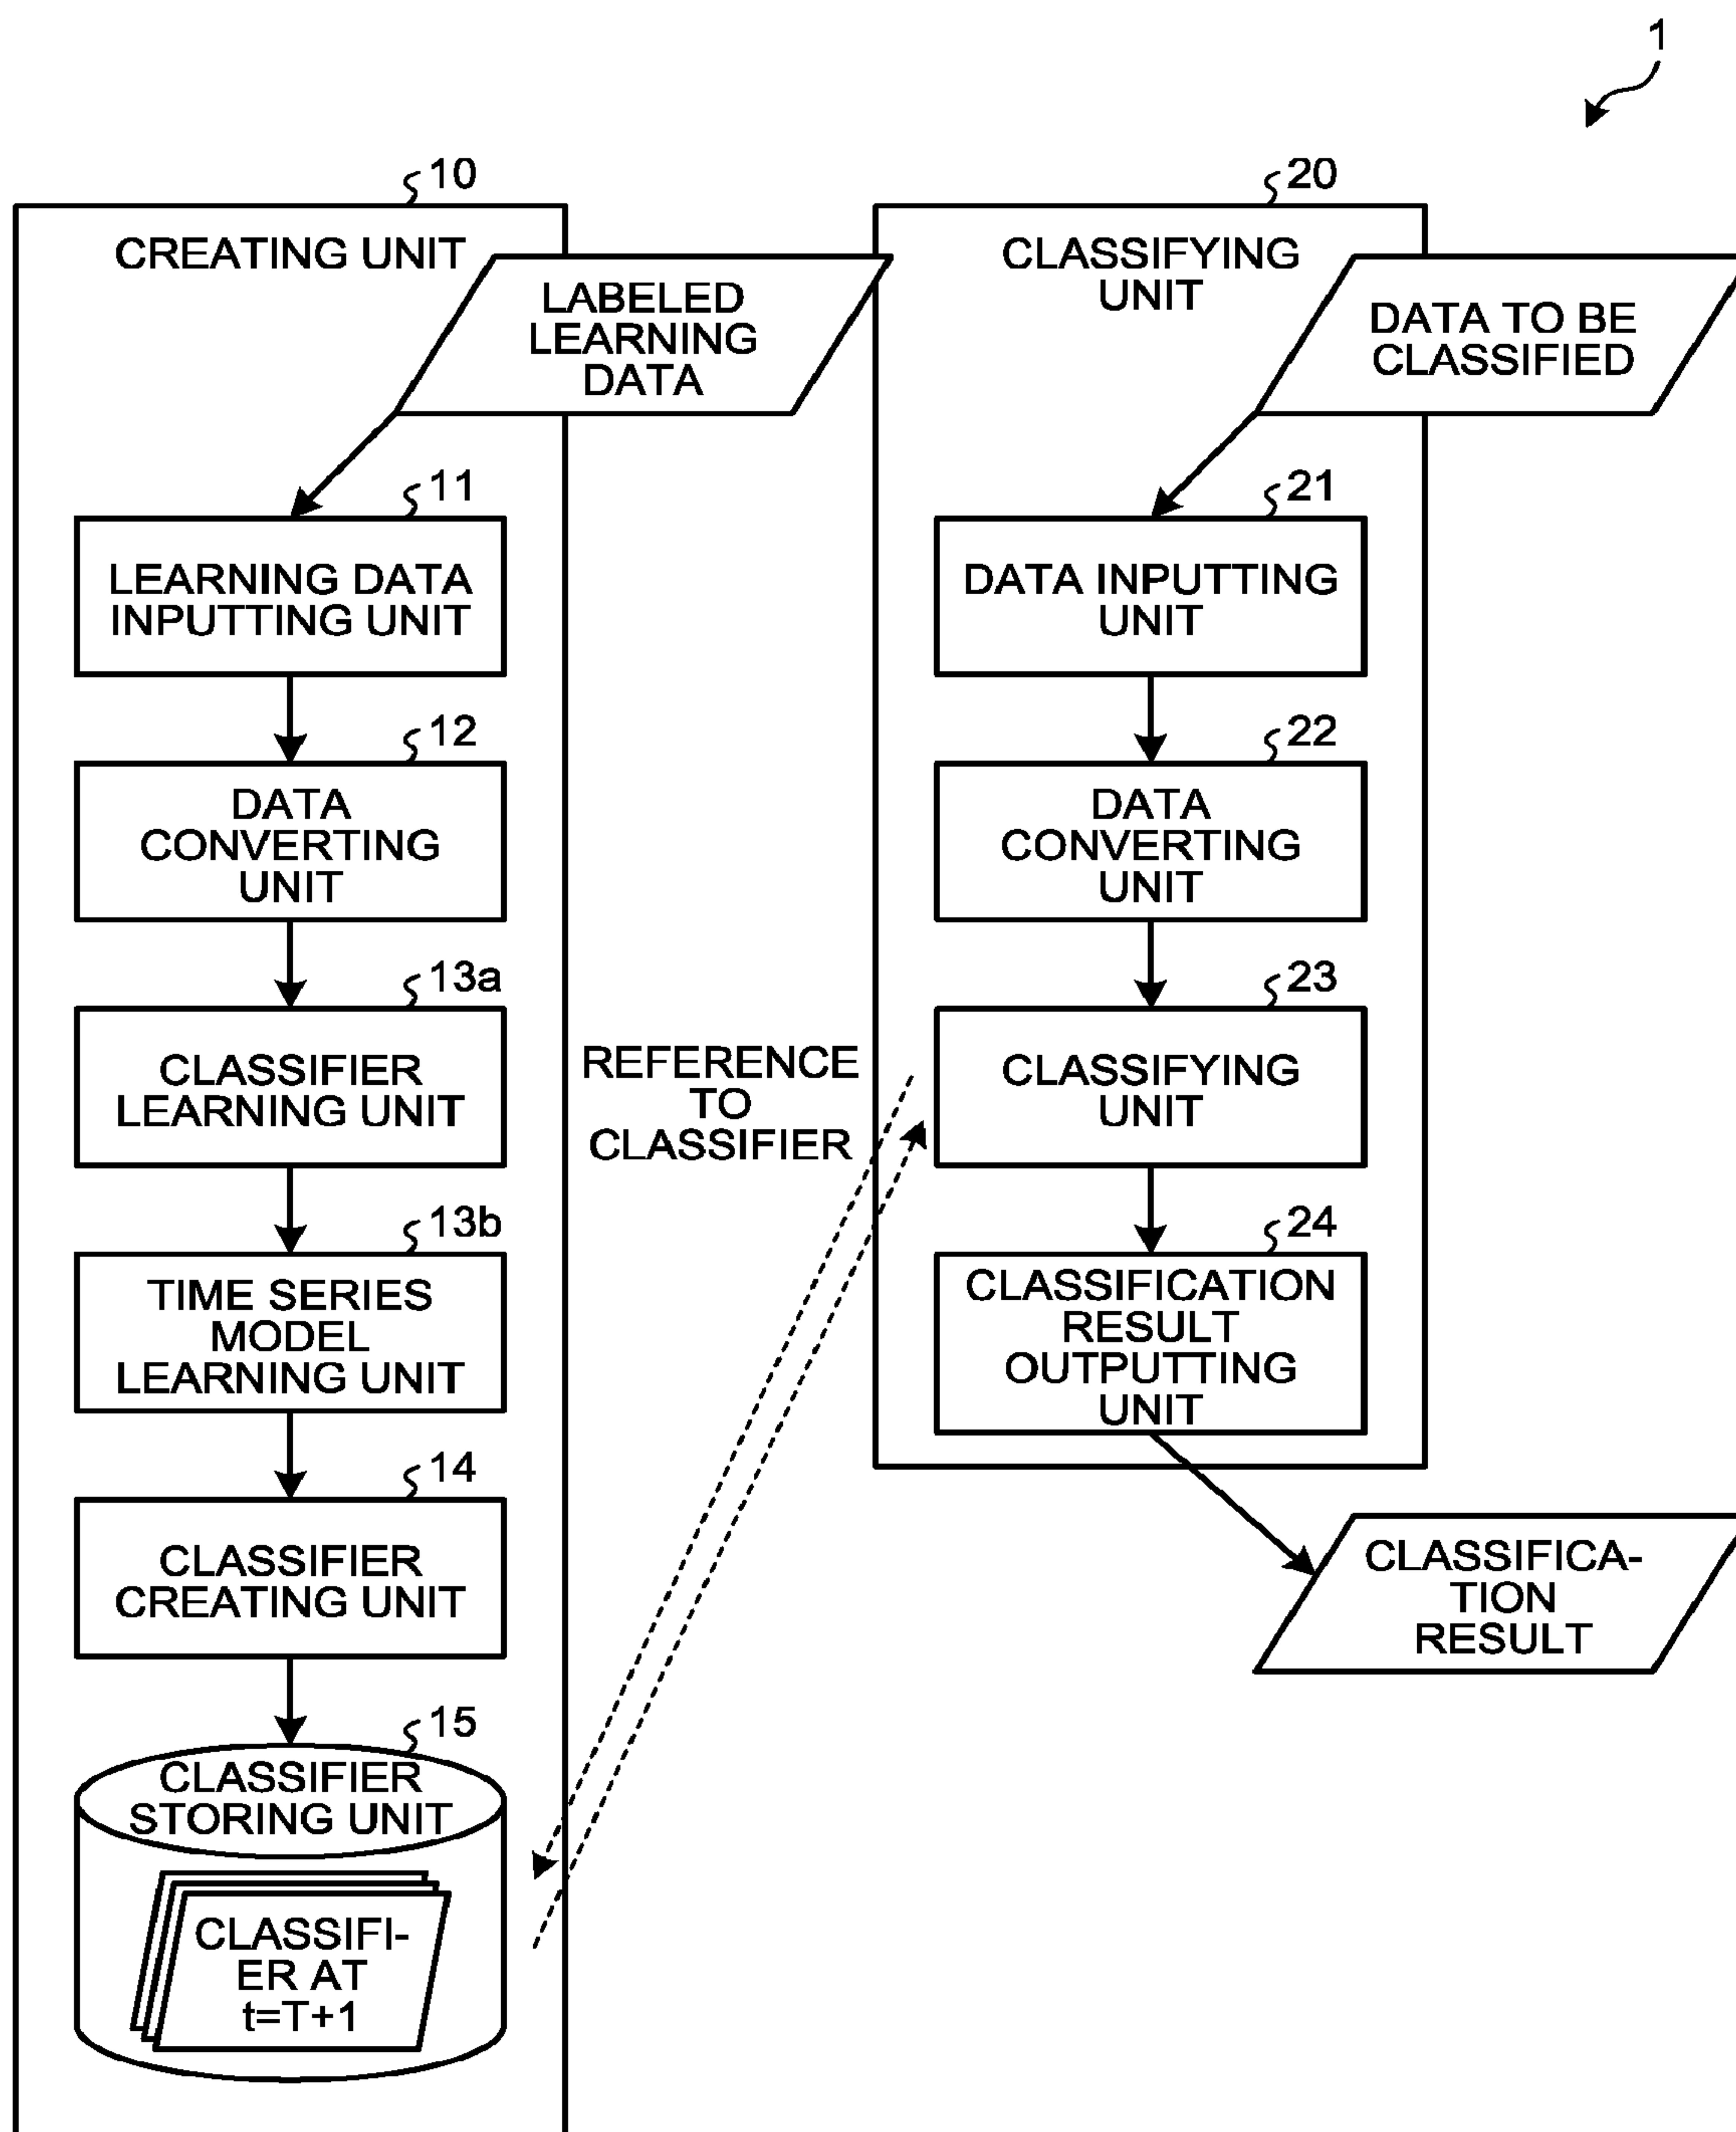 1
10
CREATING UNIT
LABELED
LEARNING
DATA
11
LEARNING DATA
INPUTTING UNIT
12
DATA
CONVERTING
UNIT
13a
CLASSIFIER
LEARNING UNIT
13b
TIME SERIES
MODEL
LEARNING UNIT
14
CLASSIFIER
CREATING UNIT
15
CLASSIFIER
STORING UNIT
CLASSIFI-
ER AT
t=T+1
REFERENCE
TO
CLASSIFIER
20
CLASSIFYING
UNIT
DATA TO BE
CLASSIFIED
21
DATA INPUTTING
UNIT
22
DATA
CONVERTING
UNIT
23
CLASSIFYING
UNIT
24
CLASSIFICATION
RESULT
OUTPUTTING
UNIT
CLASSIFICA-
TION
RESULT